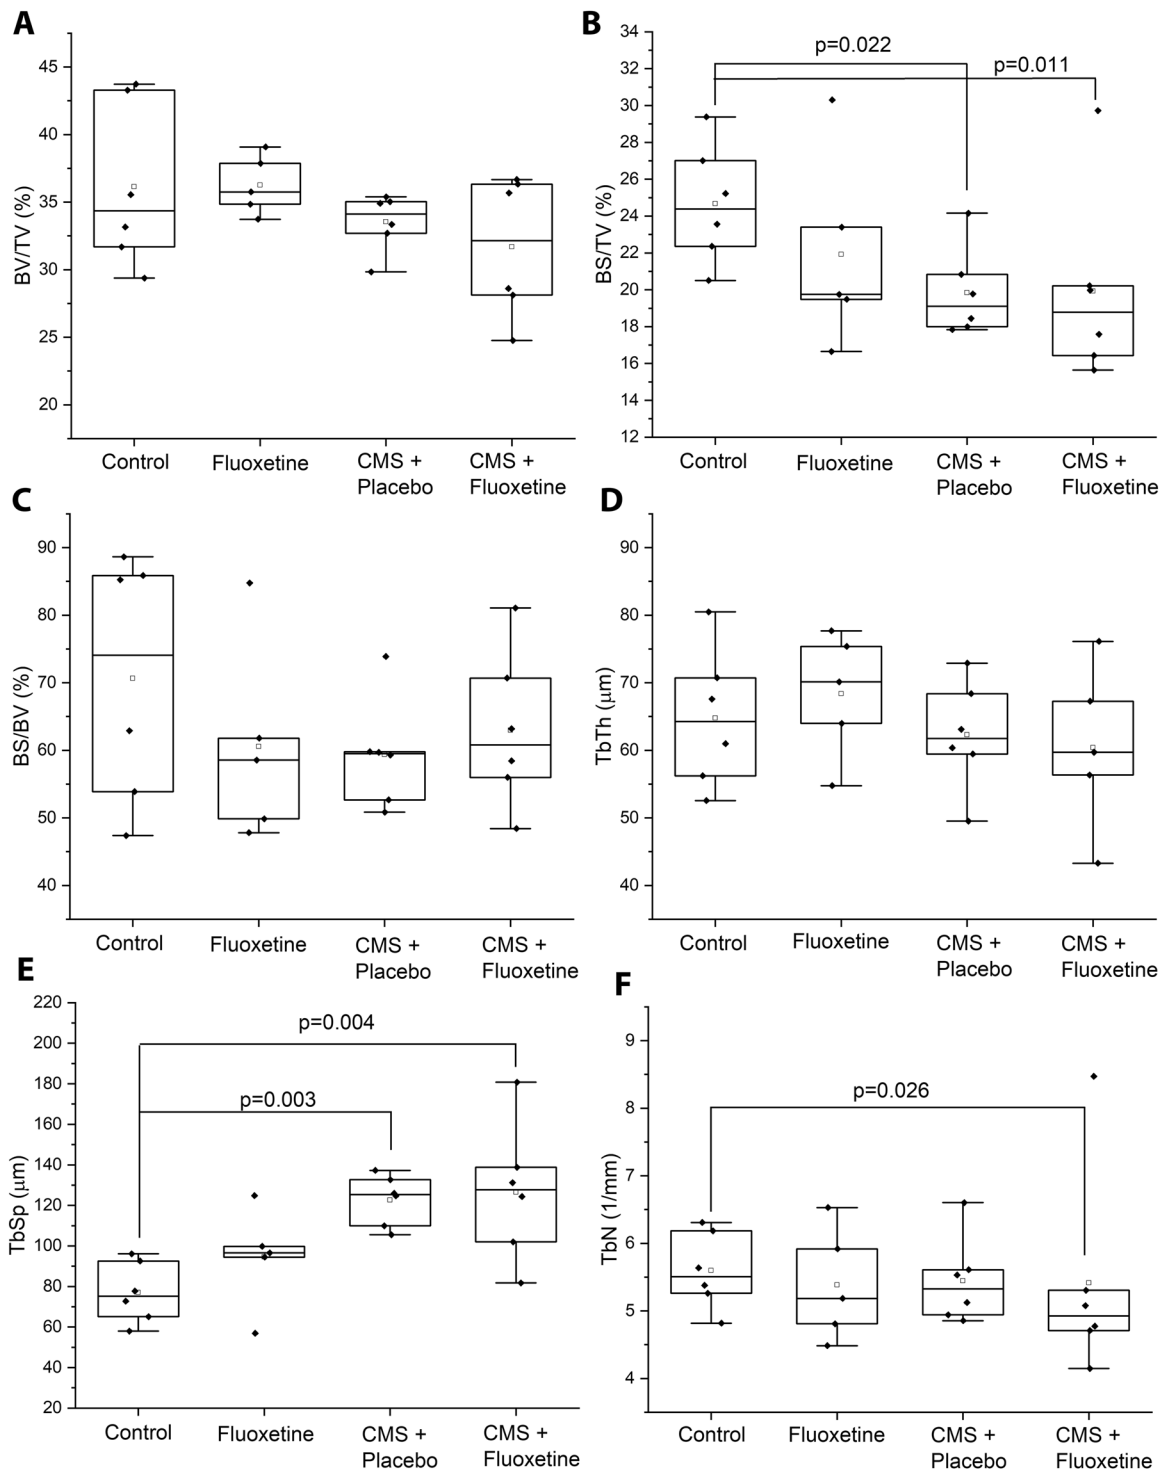 A
45
40
35
30
25
20
BV/TV (%)
Control
Fluoxetine
CMS +
Placebo
CMS +
Fluoxetine
B
34
32
30
28
26
24
22
20
18
16
14
12
BS/TV (%)
p=0.022
p=0.011
Control
Fluoxetine
CMS +
Placebo
CMS +
Fluoxetine
C
90
80
70
60
50
40
BS/BV (%)
Control
Fluoxetine
CMS +
Placebo
CMS +
Fluoxetine
D
90
80
70
60
50
40
TbTh (μm)
Control
Fluoxetine
CMS +
Placebo
CMS +
Fluoxetine
E
220
200
180
160
140
120
100
80
60
40
20
TbSp (μm)
p=0.004
p=0.003
Control
Fluoxetine
CMS +
Placebo
CMS +
Fluoxetine
F
9
8
7
6
5
4
TbN (1/mm)
p=0.026
Control
Fluoxetine
CMS +
Placebo
CMS +
Fluoxetine